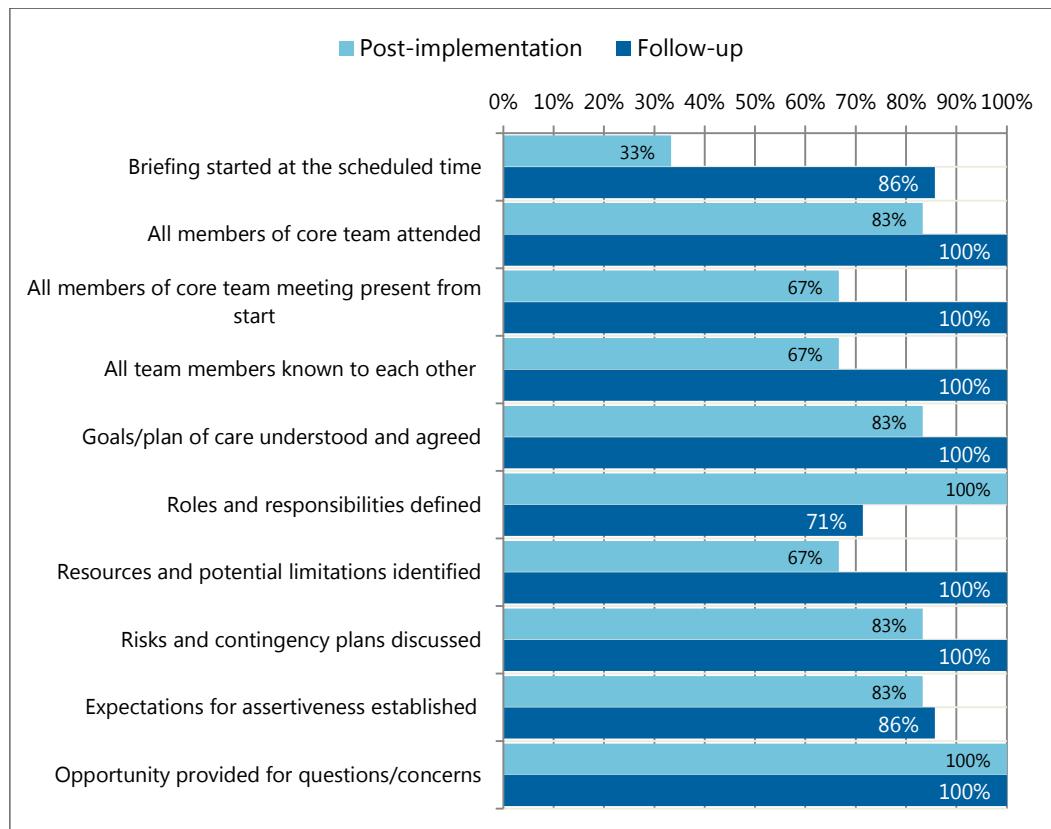 Post-implementation Follow-up
0% 10% 20% 30% 40% 50% 60% 70% 80% 90% 100%
Briefing started at the scheduled time
33%
86%
All members of core team attended
83%
100%
All members of core team meeting present from
start
67%
100%
All team members known to each other
67%
100%
Goals/plan of care understood and agreed
83%
100%
Roles and responsibilities defined
100%
71%
Resources and potential limitations identified
67%
100%
Risks and contingency plans discussed
83%
100%
Expectations for assertiveness established
83%
86%
Opportunity provided for questions/concerns
100%
100%